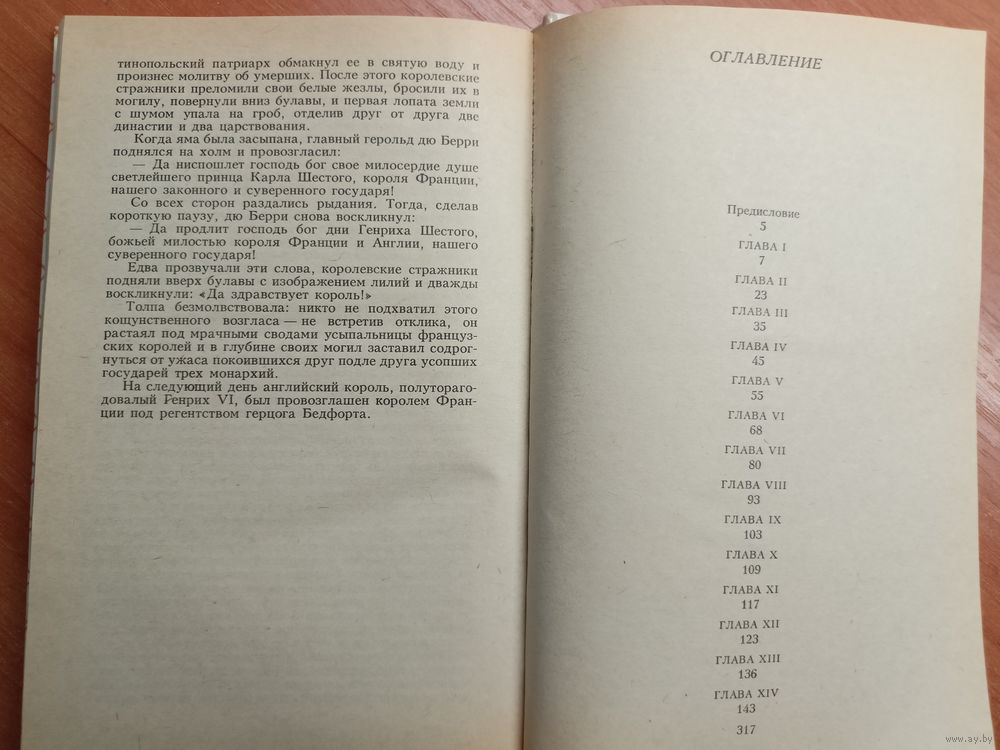 тинопольский патриарх обмакнул ее в святую воду и
произнес молитву об умерших. После этого королевские
стражники преломили свои белые жезлы, бросили их в
могилу, повернули вниз булавы, и первая лопата земли
с шумом упала на гроб, отделив друг от друга две
династии и два царствования.
Когда яма была засыпана, главный герольд дю Берри
поднялся на холм и провозгласил:
— Да ниспошлет господь бог свое милосердие душе
светлейшего принца Карла Шестого, короля Франции,
нашего законного и суверенного государя!
Со всех сторон раздались рыдания. Тогда, сделав
короткую паузу, дю Берри снова воскликнул:
— Да продлит господь бог дни Генриха Шестого,
божьей милостью короля Франции и Англии, нашего
суверенного государя!
Едва прозвучали эти слова, королевские стражники
подняли вверх булавы с изображением лилий и дважды
воскликнули: «Да здравствует король!»
Толпа безмолвствовала: никто не подхватил этого
кощунственного возгласа — не встретив отклика, он
растаял под мрачными сводами усыпальницы француз-
ских королей и в глубине своих могил заставил содрог-
нуться от ужаса покоившихся друг подле друга усопших
государей трех монархий.
На следующий день английский король, полутораго-
довалый Генрих VI, был провозглашен королем Фран-
ции под регентством герцога Бедфорта.
ОГЛАВЛЕНИЕ
Предисловие
5
ГЛАВА I
7
ГЛАВА II
23
ГЛАВА III
35
ГЛАВА IV
45
ГЛАВА V
55
ГЛАВА VI
68
ГЛАВА VII
80
ГЛАВА VIII
93
ГЛАВА IX
103
ГЛАВА X
109
ГЛАВА XI
117
ГЛАВА XII
123
ГЛАВА XIII
136
ГЛАВА XIV
143
317
www.ay.by